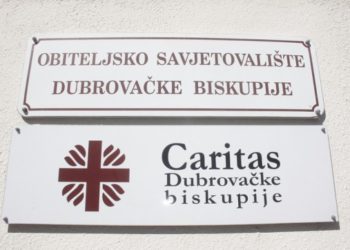 OBITELJSKO SAVJETOVALIŠTE
DUBROVAČKE BISKUPIJE
Caritas
Dubrovačke
biskupije